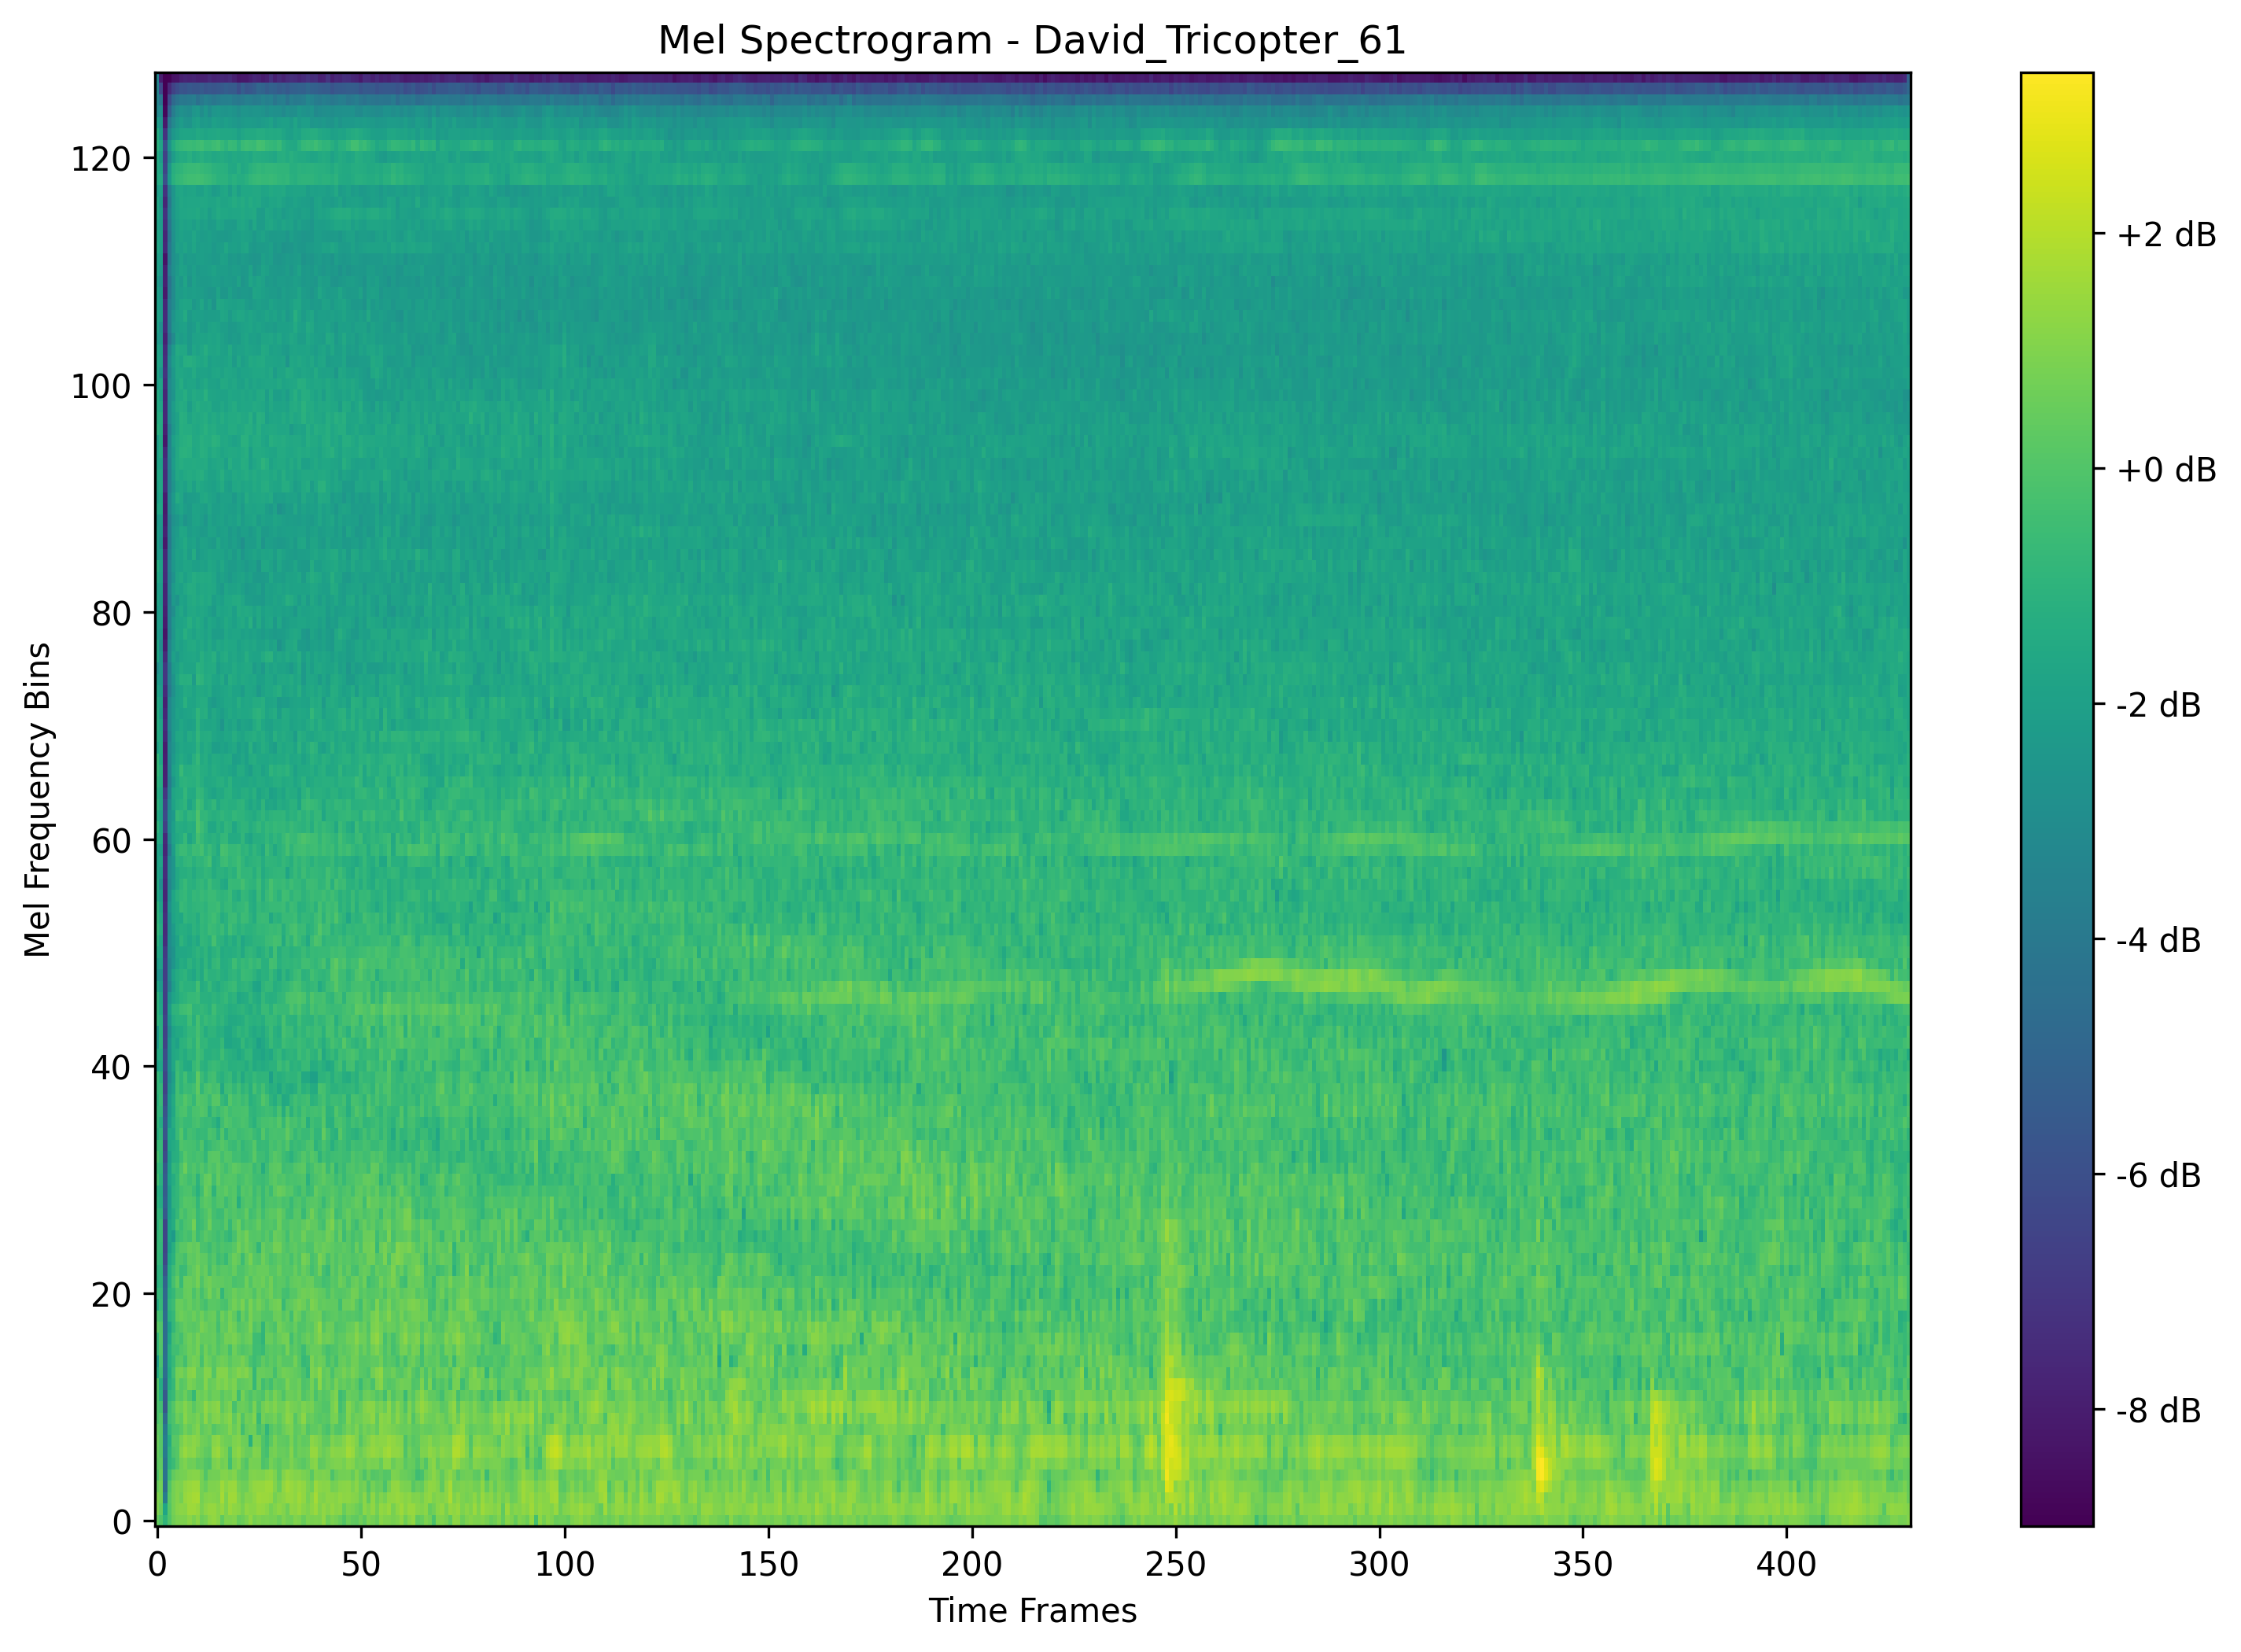 Mel Spectrogram - David_Tricopter_61
Mel Frequency Bins
120
100
80
60
40
20
0
0 50 100 150 200 250 300 350 400
Time Frames
+2 dB
+0 dB
-2 dB
-4 dB
-6 dB
-8 dB